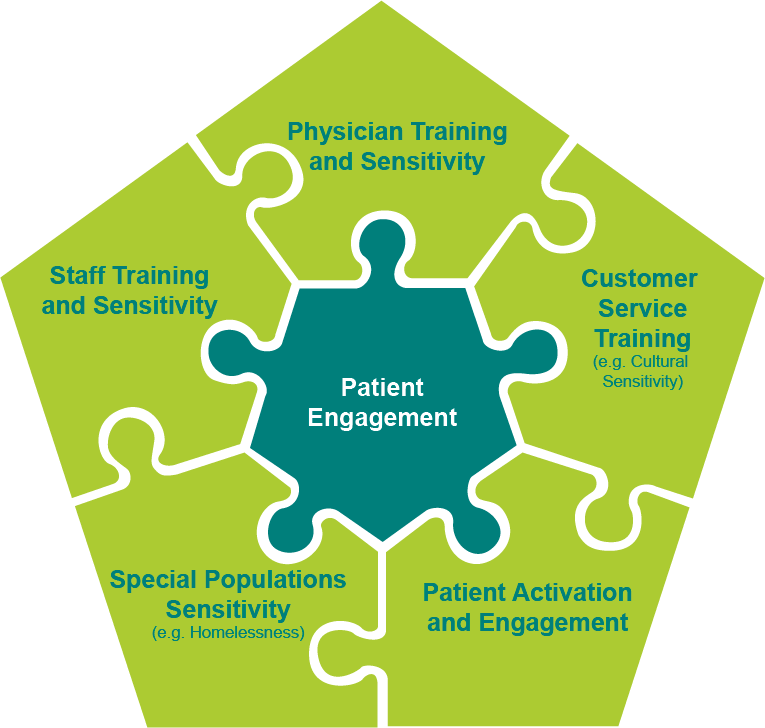 Physician Training
and Sensitivity
Staff Training
and Sensitivity
Customer
Service
Training
(e.g. Cultural
Sensitivity)
Patient
Engagement
Special Populations
Sensitivity
(e.g. Homelessness)
Patient Activation
and Engagement